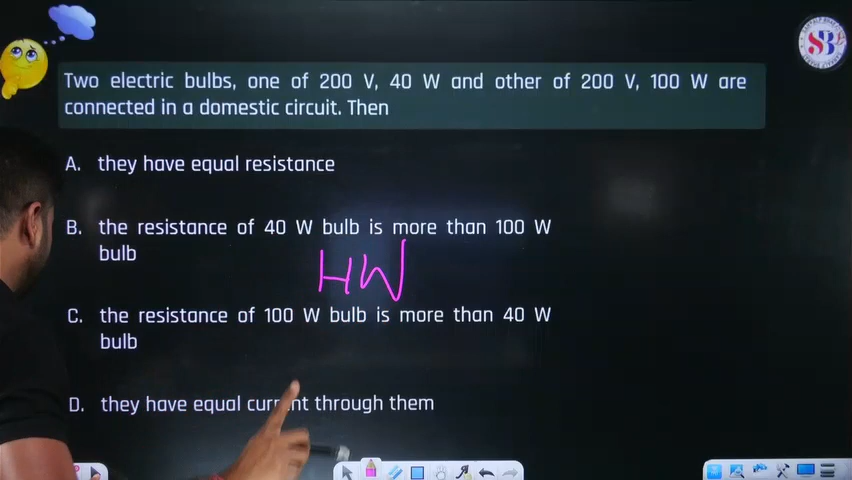 Two electric bulbs, one of 200 V, 40 W and other of 200 V, 100 W are
connected in a domestic circuit. Then
A. they have equal resistance
B. the resistance of 40 W bulb is more than 100 W
bulb
HW
C. the resistance of 100 W bulb is more than 40 W
bulb
D. they have equal current through them
SB